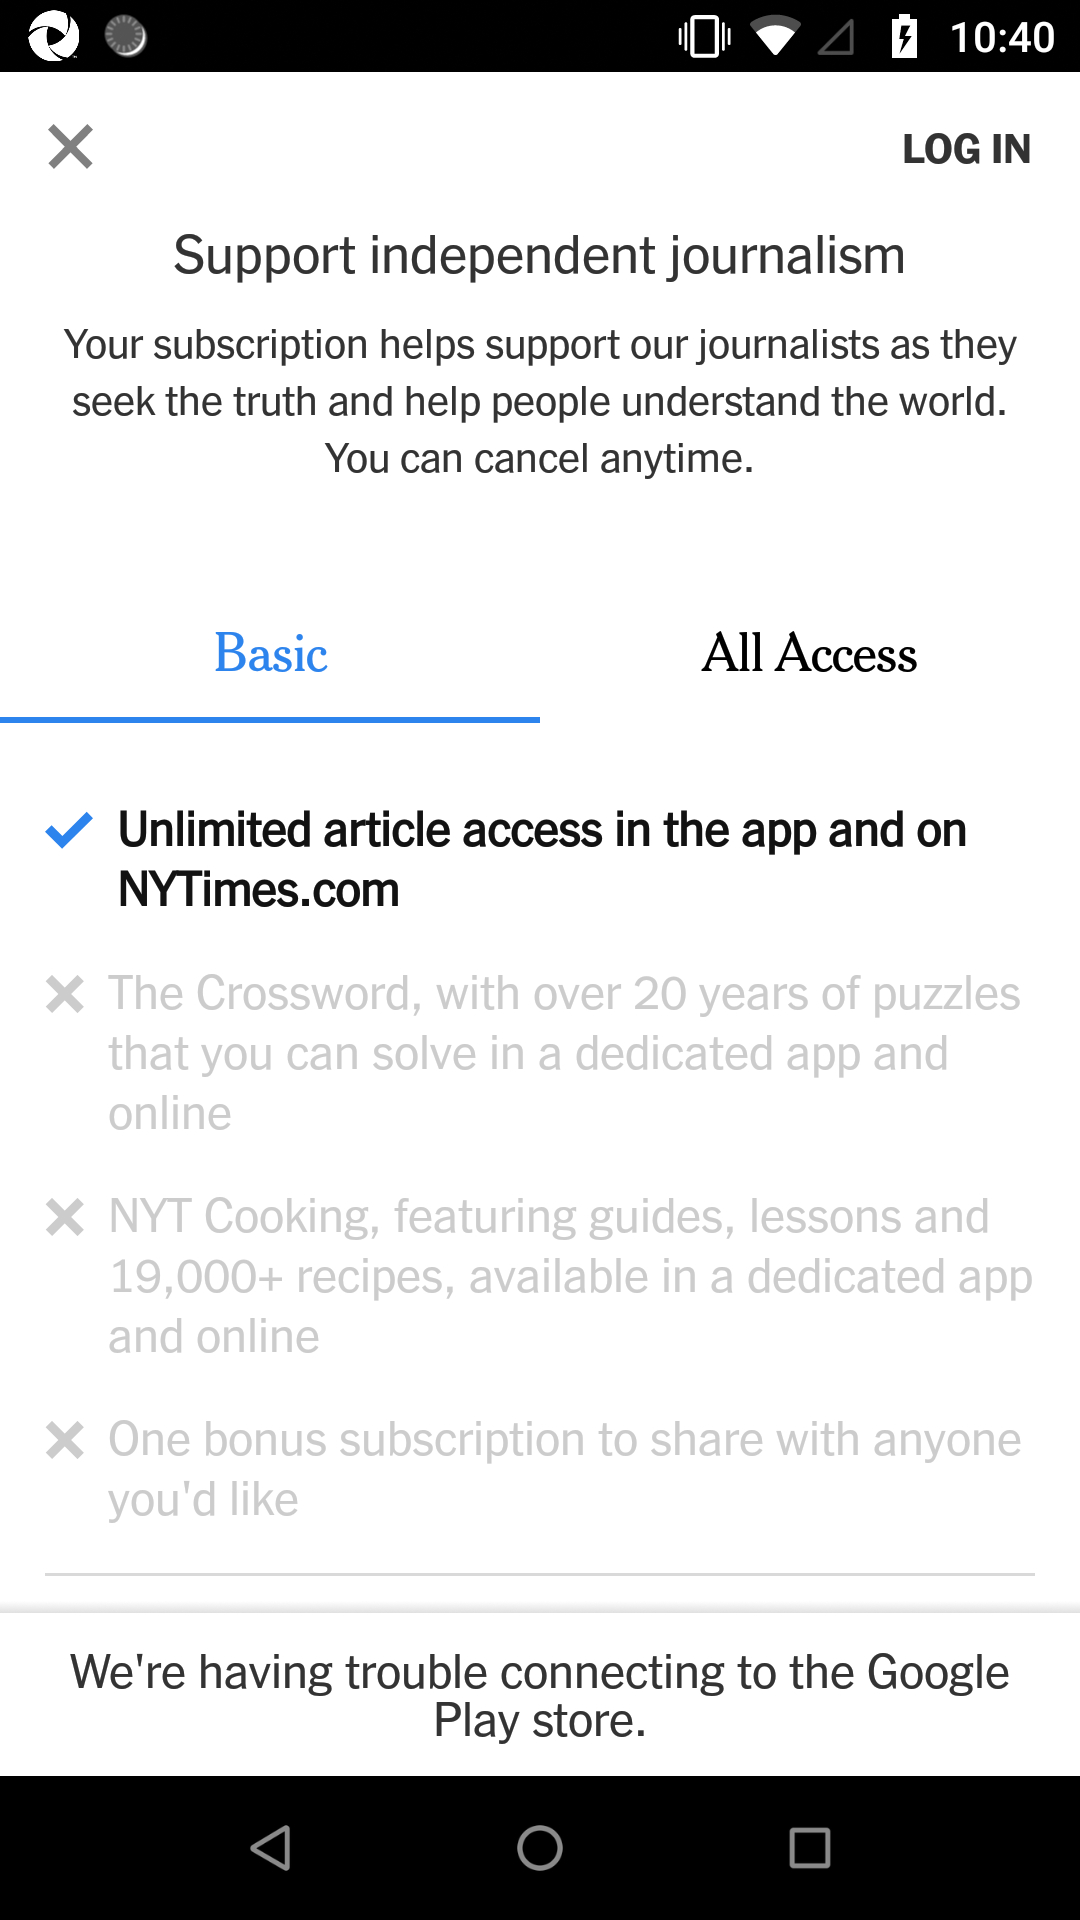 10:40
LOG IN
Support independent journalism
Your subscription helps support our journalists as they
seek the truth and help people understand the world.
You can cancel anytime.
Basic
All Access
Unlimited article access in the app and on
NYTimes.com
The Crossword, with over 20 years of puzzles
that you can solve in a dedicated app and
online
NYT Cooking, featuring guides, lessons and
19,000+ recipes, available in a dedicated app
and online
One bonus subscription to share with anyone
you'd like
We're having trouble connecting to the Google
Play store.